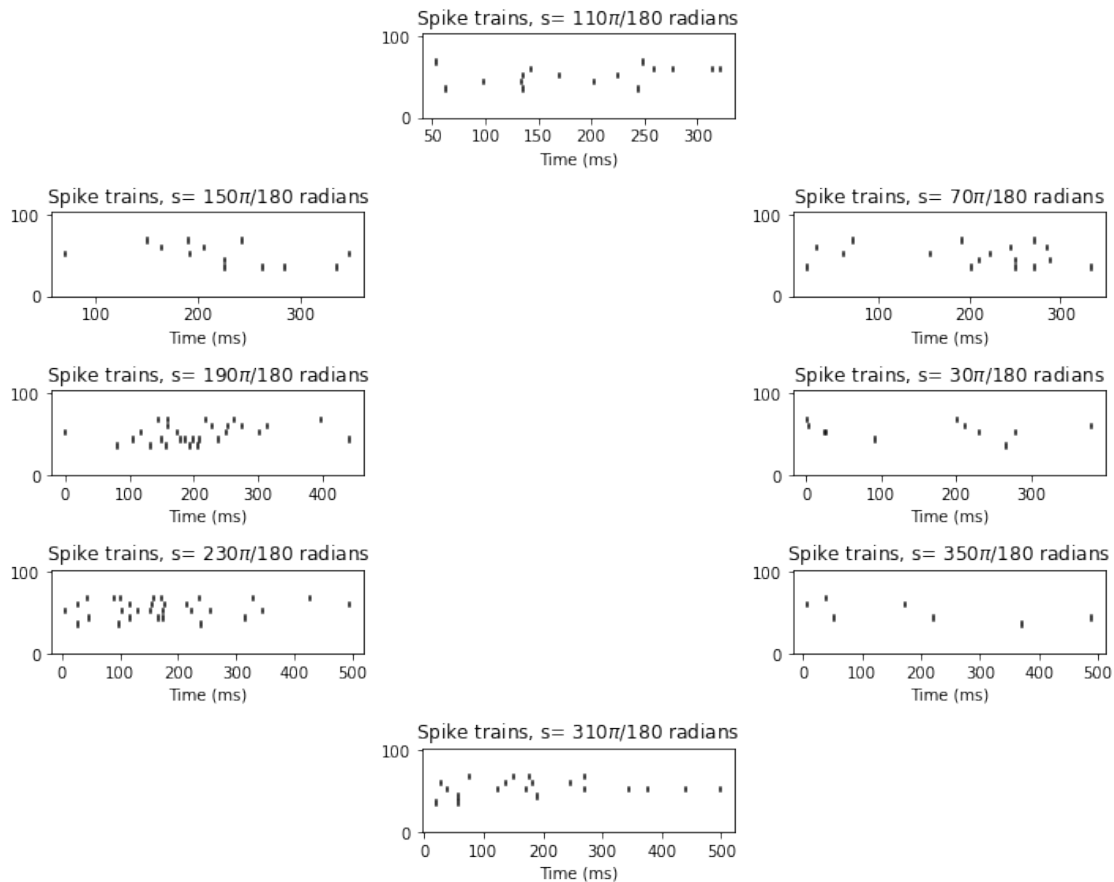 Spike trains, s= 110π/180 radians
100
0
50 100 150 200 250 300
Time (ms)
Spike trains, s= 150π/180 radians
100
0
100 200 300
Time (ms)
Spike trains, s= 70π/180 radians
100
0
100 200 300
Time (ms)
Spike trains, s= 190π/180 radians
100
0
0 100 200 300 400
Time (ms)
Spike trains, s= 30π/180 radians
100
0
0 100 200 300
Time (ms)
Spike trains, s= 230π/180 radians
100
0
0 100 200 300 400 500
Time (ms)
Spike trains, s= 350π/180 radians
100
0
0 100 200 300 400 500
Time (ms)
Spike trains, s= 310π/180 radians
100
0
0 100 200 300 400 500
Time (ms)